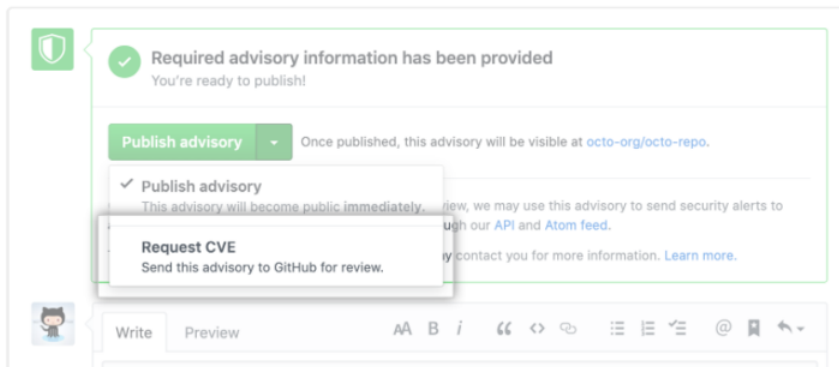 Required advisory information has been provided
You're ready to publish!
Publish advisory
Once published, this advisory will be visible at octo-org/octo-repo.
Publish advisory
This advisory will become public immediately.
view, we may use this advisory to send security alerts to
ugh our API and Atom feed.
Request CVE
Send this advisory to GitHub for review.
y contact you for more information. Learn more.
Write Preview AA B i @